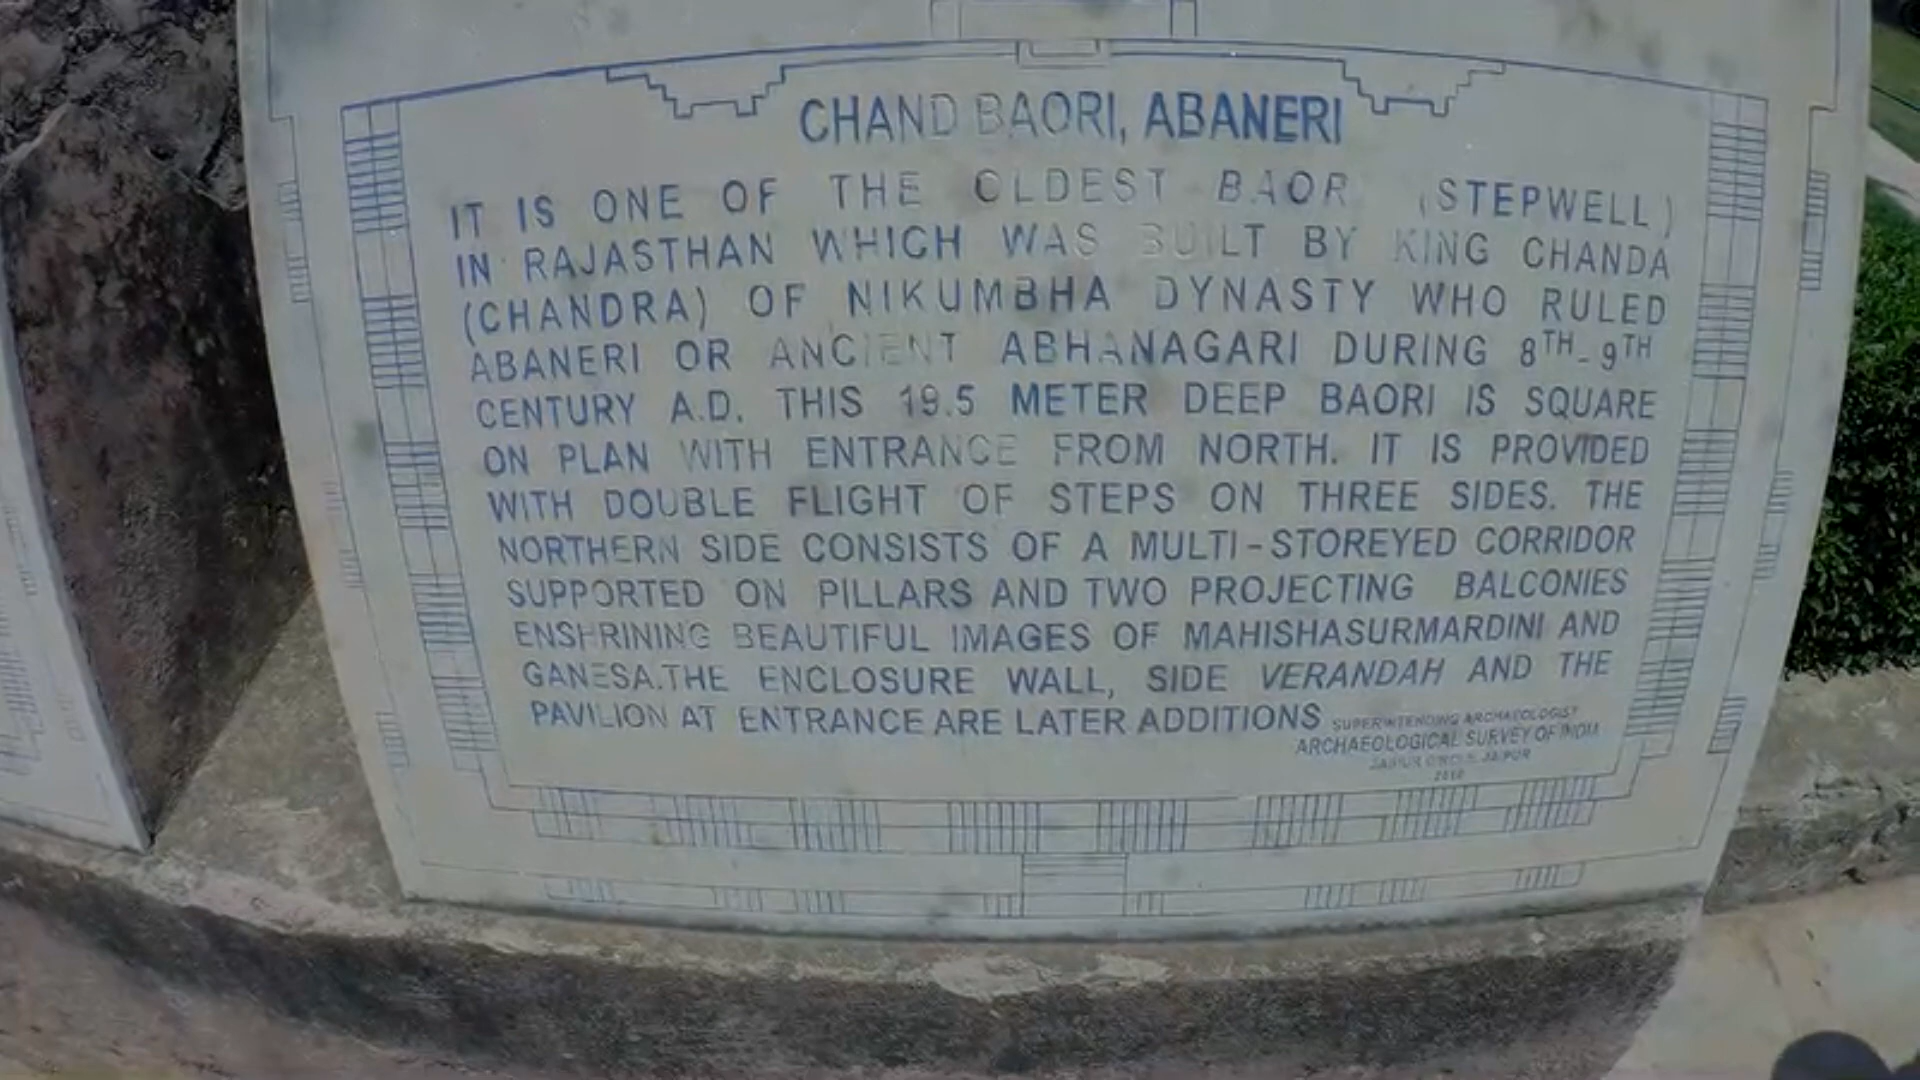 CHAND BAORI, ABANERI
IT IS ONE OF THE OLDEST BAOR (STEPWELL)
IN RAJASTHAN WHICH WAS BUILT BY KING CHANDA
(CHANDRA) OF NIKUMBHA DYNASTY WHO RULED
ABANERI OR ANCIENT ABHANAGARI DURING 8TH-9TH
CENTURY A.D. THIS 19.5 METER DEEP BAORI IS SQUARE
ON PLAN WITH ENTRANCE FROM NORTH. IT IS PROVIDED
WITH DOUBLE FLIGHT OF STEPS ON THREE SIDES. THE
NORTHERN SIDE CONSISTS OF A MULTI-STOREYED CORRIDOR
SUPPORTED ON PILLARS AND TWO PROJECTING BALCONIES
ENSHRINING BEAUTIFUL IMAGES OF MAHISHASURMARDINI AND
GANESA.THE ENCLOSURE WALL, SIDE VERANDAH AND THE
PAVILION AT ENTRANCE ARE LATER ADDITIONS
SUPERINTENDING ARCHAEOLOGIST
ARCHAEOLOGICAL SURVEY OF INDIA
JAIPUR CIRCLE, JAIPUR